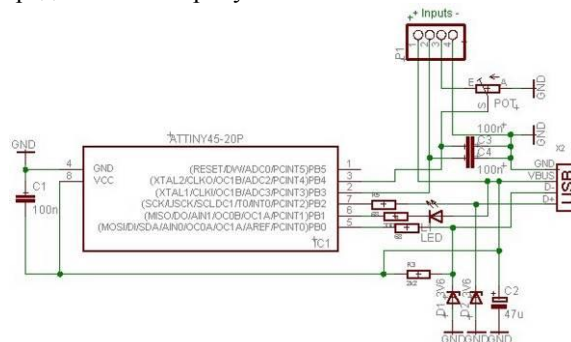 + Inputs -
P1
1 2 3 4
E A
S
POT
GND
GND
ATTINY45-20P
GND
C1
100n
4 GND
8 VCC
(RESET/DW/ADC0/PCINT5)PB5 1
(XTAL2/CLKO/OC1B/ADC2/PCINT4)PB4 3
(XTAL1/CLKI/OC1B/ADC3/PCINT3)PB3 2
(SCK/USCK/SCLDC1/T0/INT0/PCINT2)PB2 7
(MISO/DO/AIN1/OC0B/OC1A/PCINT1)PB1 6
(MOSI/DI/SDA/AIN0/OC0A/OC1A/AREF/PCINT0)PB0 5
IC1
100n
C3
C4
100n
X2
GND
VBUS
D-
D+
USB
LED
R3
2k2
D1 3V6
D2 3V6
C2
47u
GND
GND
GND